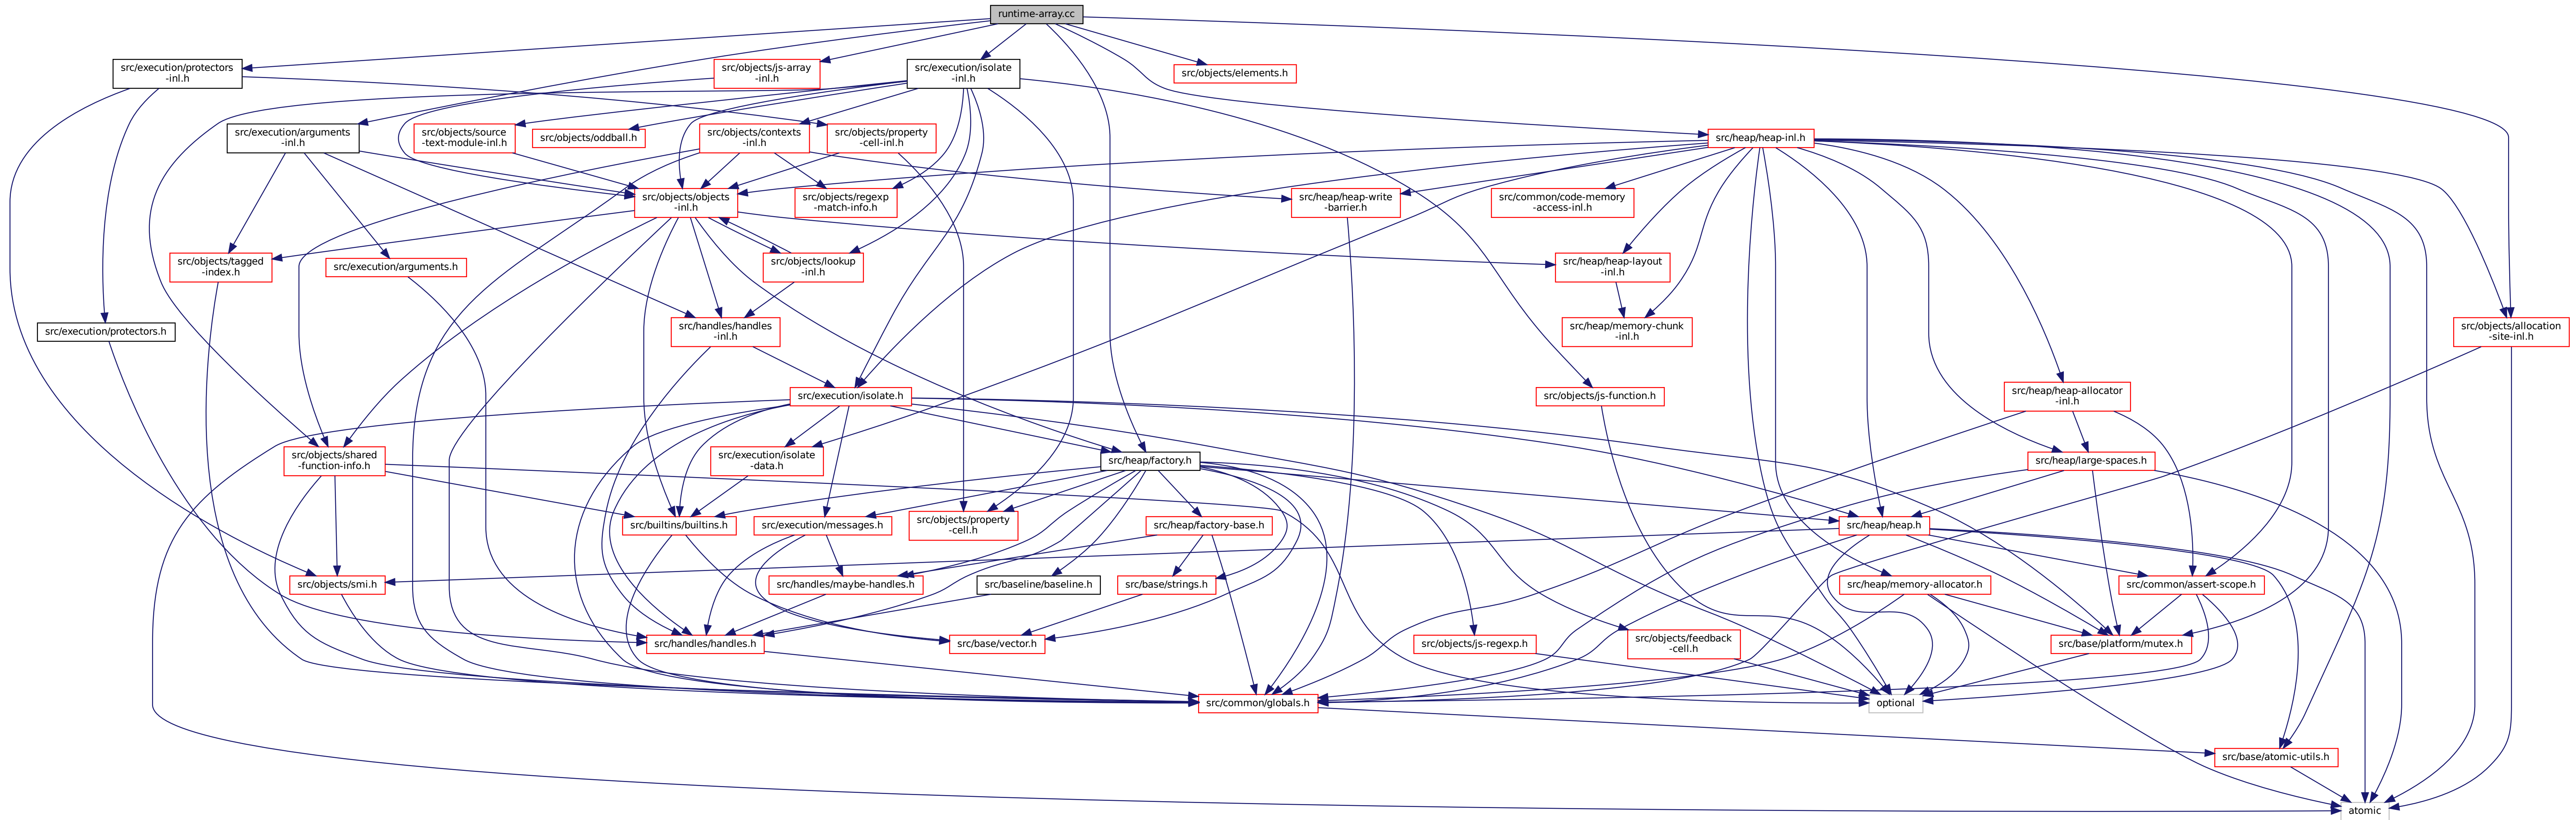 runtime-array.cc
src/execution/protectors
-inl.h
src/objects/js-array
-inl.h
src/execution/isolate
-inl.h
src/objects/elements.h
src/execution/arguments
-inl.h
src/objects/source
-text-module-inl.h
src/objects/oddball.h
src/objects/contexts
-inl.h
src/objects/property
-cell-inl.h
src/heap/heap-inl.h
src/objects/objects
-inl.h
src/objects/regexp
-match-info.h
src/heap/heap-write
-barrier.h
src/common/code-memory
-access-inl.h
src/objects/tagged
-index.h
src/execution/arguments.h
src/objects/lookup
-inl.h
src/heap/heap-layout
-inl.h
src/execution/protectors.h
src/handles/handles
-inl.h
src/heap/memory-chunk
-inl.h
src/objects/allocation
-site-inl.h
src/execution/isolate.h
src/objects/js-function.h
src/heap/heap-allocator
-inl.h
src/objects/shared
-function-info.h
src/execution/isolate
-data.h
src/heap/factory.h
src/heap/large-spaces.h
src/builtins/builtins.h
src/execution/messages.h
src/objects/property
-cell.h
src/heap/factory-base.h
src/heap/heap.h
src/objects/smi.h
src/handles/maybe-handles.h
src/baseline/baseline.h
src/base/strings.h
src/heap/memory-allocator.h
src/common/assert-scope.h
src/handles/handles.h
src/base/vector.h
src/objects/js-regexp.h
src/objects/feedback
-cell.h
src/base/platform/mutex.h
src/common/globals.h
optional
src/base/atomic-utils.h
atomic